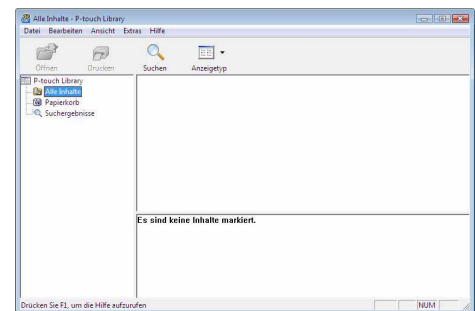 Alle Inhalte - P-touch Library
Datei Bearbeiten Ansicht Extras Hilfe
Öffnen Drucken Suchen Anzeigetyp
P-touch Library
Alle Inhalte
Papierkorb
Suchergebnisse
Es sind keine Inhalte markiert.
Drücken Sie F1, um die Hilfe aufzurufen NUM